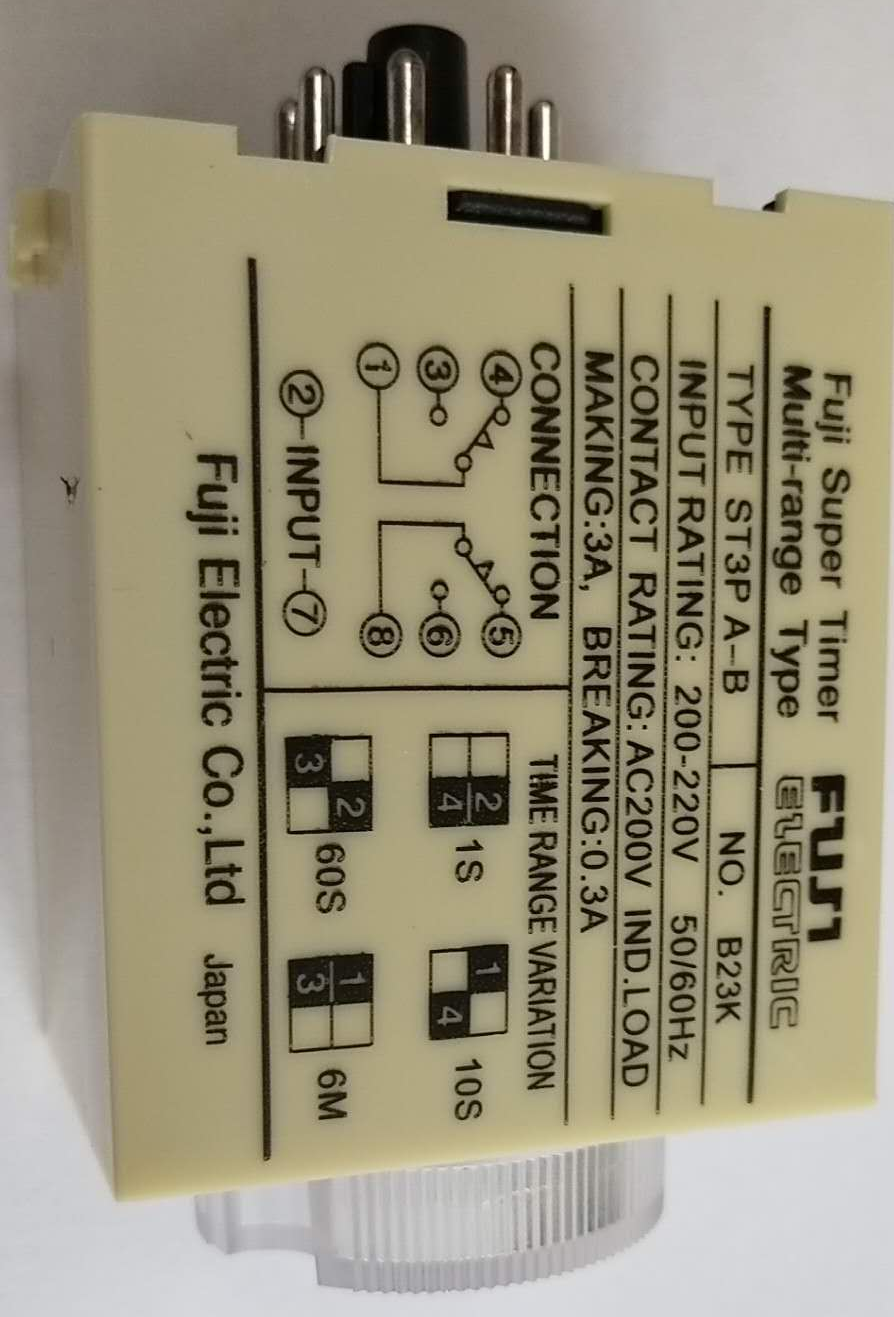 Fuji Super Timer
Multi-range Type
FUJI
ELECTRIC
TYPE ST3P A-B NO. B23K
INPUT RATING: 200-220V 50/60Hz
CONTACT RATING: AC200V IND.LOAD
MAKING:3A, BREAKING:0.3A
CONNECTION
④ ⑤
③ ⑥
① ⑧
②-INPUT-⑦
TIME RANGE VARIATION
2
4
1S
1
4
10S
2
3
60S
1
3
6M
Fuji Electric Co.,Ltd Japan